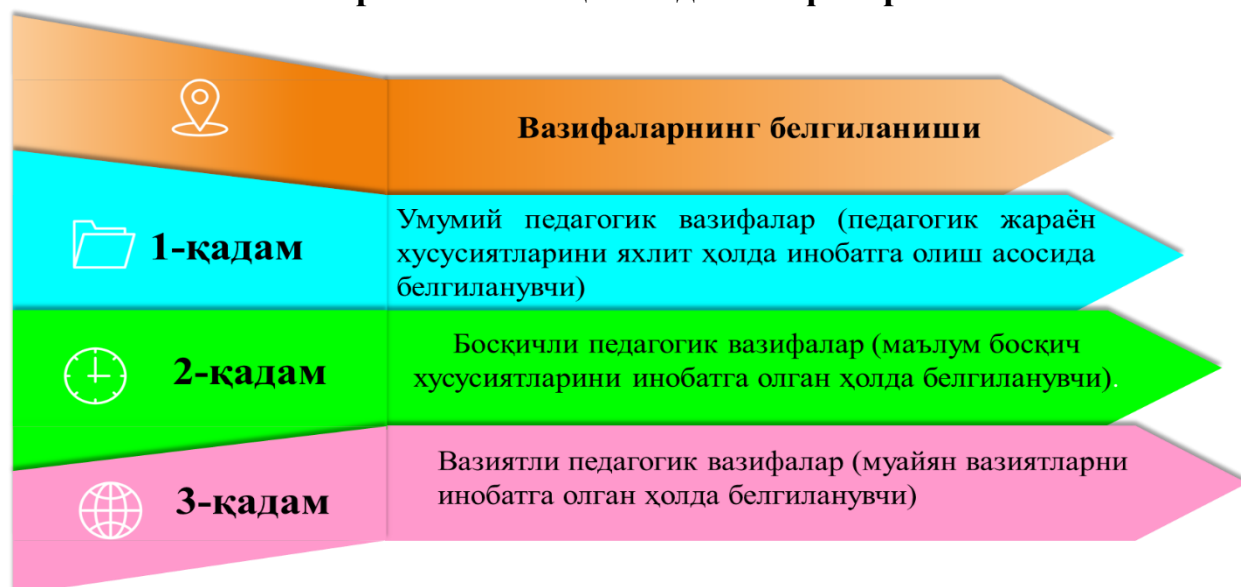 Вазифаларнинг белгиланиши
1-қадам
Умумий педагогик вазифалар (педагогик жараён
хусусиятларини яхлит ҳолда инобатга олиш асосида
белгиланувчи)
2-қадам
Босқичли педагогик вазифалар (маълум босқич
хусусиятларини инобатга олган ҳолда белгиланувчи).
3-қадам
Вазиятли педагогик вазифалар (муайян вазиятларни
инобатга олган ҳолда белгиланувчи)